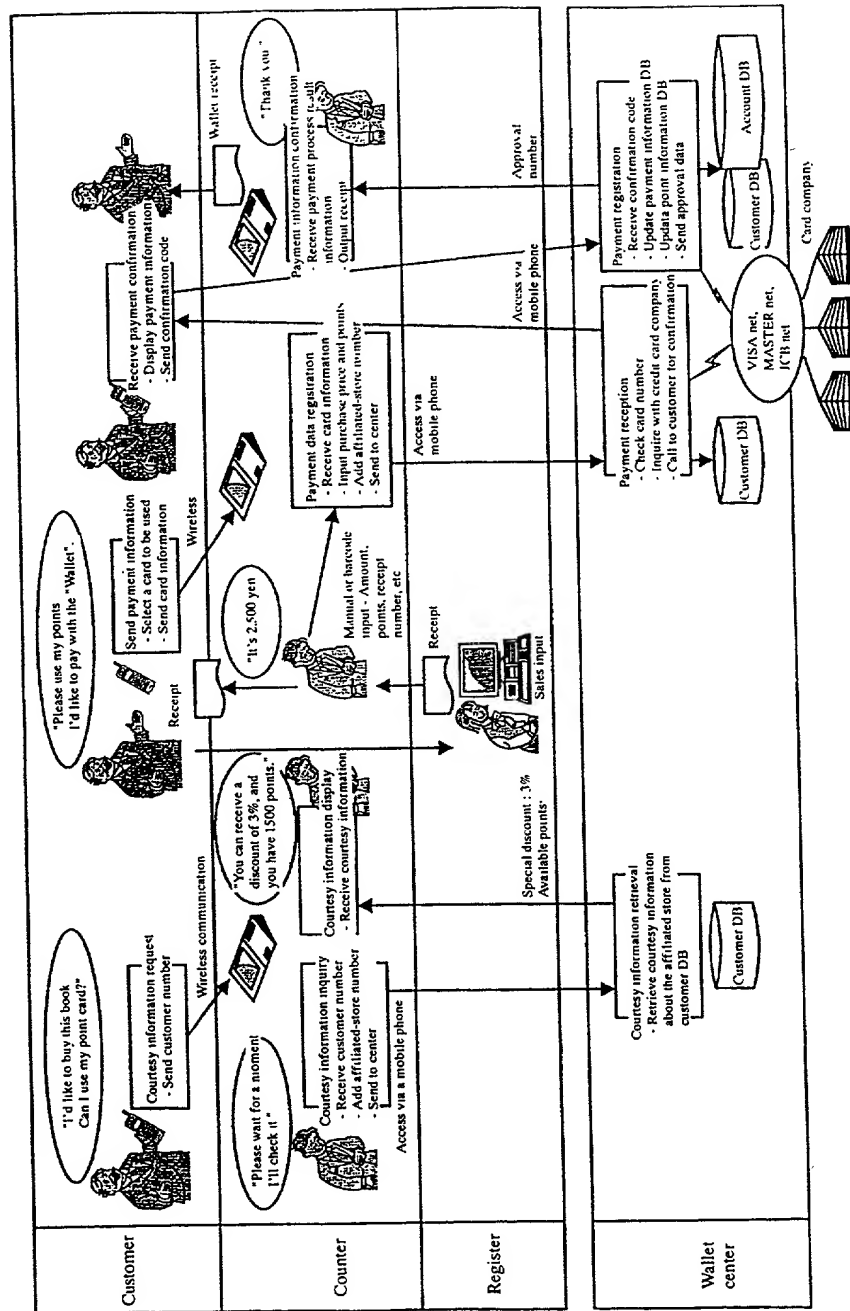 Customer
"I'd like to buy this book
Can I use my point card?"
Courtesy information request
- Send customer number
Wireless communication
"Please use my points
I'd like to pay with the "Wallet".
Receipt
Send payment information
- Select a card to be used
- Send card information
Wireless
Receive payment confirmation
- Display payment information
- Send confirmation code
Wallet receipt
Counter
"Please wait for a moment
I'll check it"
Courtesy information inquiry
- Receive customer number
- Add affiliated-store number
- Send to center
Access via a mobile phone
"You can receive a
discount of 3%, and
you have 1500 points."
Courtesy information display
- Receive courtesy information
"It's 2,500 yen
Manual or barcode
input - Amount,
points, receipt
number, etc
Payment data registration
- Receive card information
- Input purchase price and points
- Add affiliated-store number
- Send to center
"Thank you"
Payment information confirmation
- Receive payment process result
information
- Output receipt
Register
Special discount : 3%
Available points·
Receipt
Sales input
Access via
mobile phone
Access via
mobile phone
Approval
number
Wallet
center
Courtesy information retrieval
- Retrieve courtesy information
about the affiliated store from
customer DB
Customer DB
Payment reception
- Check card number
- Inquire with credit card company
- Call to customer for confirmation
Customer DB
Payment registration
- Receive confirmation code
- Update payment information DB
- Updata point information DB
- Send approval data
Customer DB
Account DB
VISA net,
MASTER net,
JCB net
Card company